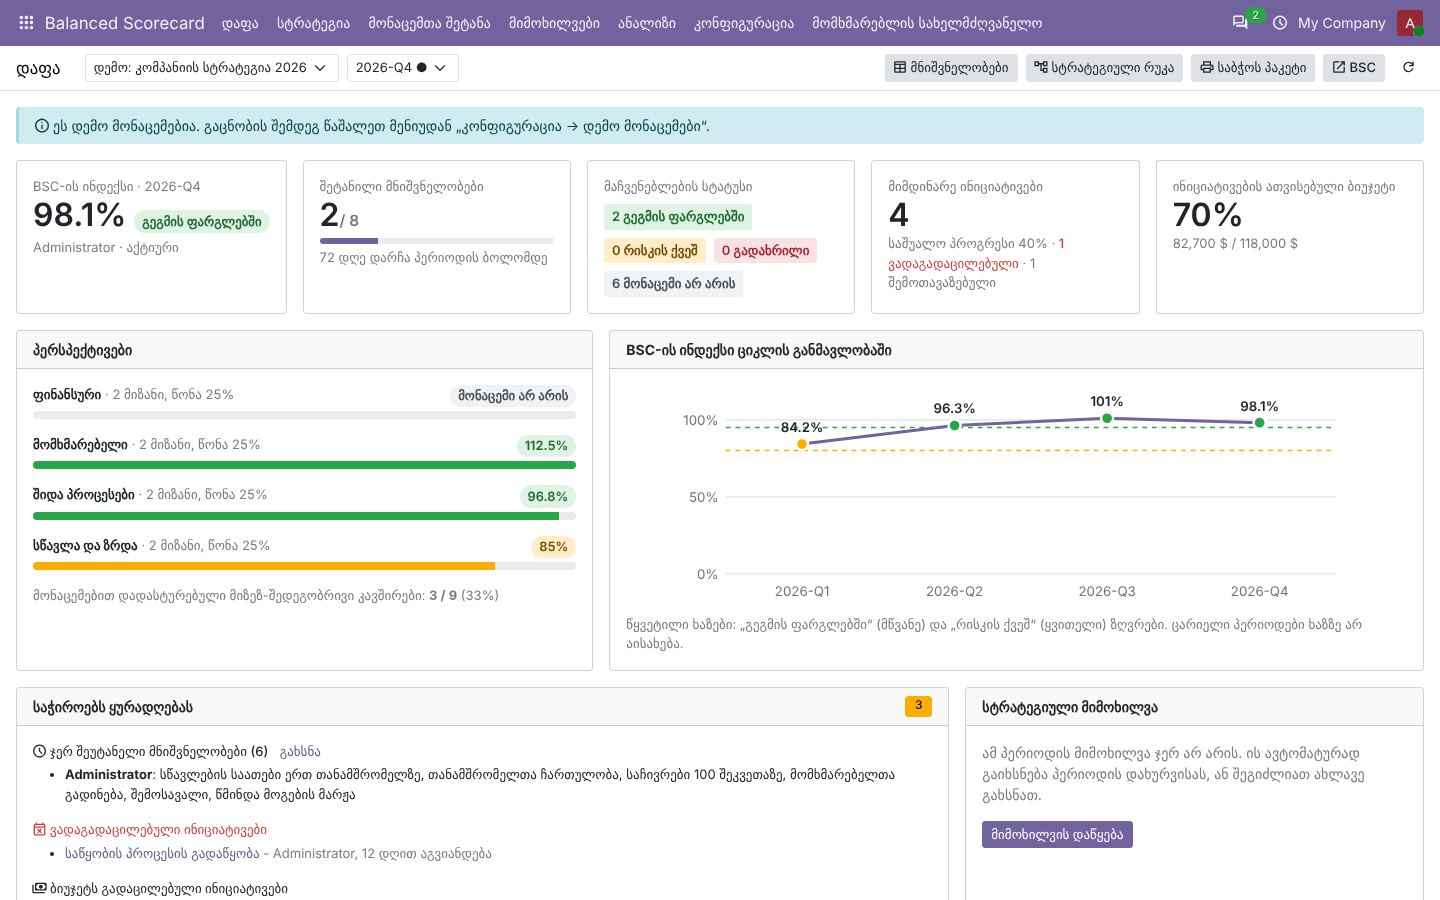 Balanced Scorecard დაფა სტრატეგია მონაცემთა შეტანა მიმოხილვები ანალიზი კონფიგურაცია მომხმარებლის სახელმძღვანელო 2 My Company A
დაფა დემო: კომპანიის სტრატეგია 2026 2026-Q4 ● მნიშვნელობები სტრატეგიული რუკა საბჭოს პაკეტი BSC
ეს დემო მონაცემებია. გაცნობის შემდეგ წაშალეთ მენიუდან „კონფიგურაცია → დემო მონაცემები“.
BSC-ის ინდექსი · 2026-Q4
98.1% გეგმის ფარგლებში
Administrator · აქტიური
შეტანილი მნიშვნელობები
2 / 8
72 დღე დარჩა პერიოდის ბოლომდე
მაჩვენებლების სტატუსი
2 გეგმის ფარგლებში
0 რისკის ქვეშ 0 გადახრილი
6 მონაცემი არ არის
მიმდინარე ინიციატივები
4
საშუალო პროგრესი 40% · 1
ვადაგადაცილებული · 1
შემოთავაზებული
ინიციატივების ათვისებული ბიუჯეტი
70%
82,700 $ / 118,000 $
პერსპექტივები
ფინანსური · 2 მიზანი, წონა 25% მონაცემი არ არის
მომხმარებელი · 2 მიზანი, წონა 25% 112.5%
შიდა პროცესები · 2 მიზანი, წონა 25% 96.8%
სწავლა და ზრდა · 2 მიზანი, წონა 25% 85%
მონაცემებით დადასტურებული მიზეზ-შედეგობრივი კავშირები: 3 / 9 (33%)
BSC-ის ინდექსი ციკლის განმავლობაში
100% 84.2% 96.3% 101% 98.1%
50%
0%
2026-Q1 2026-Q2 2026-Q3 2026-Q4
წყვეტილი ხაზები: „გეგმის ფარგლებში“ (მწვანე) და „რისკის ქვეშ“ (ყვითელი) ზღვრები. ცარიელი პერიოდები ხაზზე არ
აისახება.
საჭიროებს ყურადღებას 3
ჯერ შეუტანელი მნიშვნელობები (6) გახსნა
• Administrator: სწავლების საათები ერთ თანამშრომელზე, თანამშრომელთა ჩართულობა, საჩივრები 100 შეკვეთაზე, მომხმარებელთა
გადინება, შემოსავალი, წმინდა მოგების მარჟა
ვადაგადაცილებული ინიციატივები
• საწყობის პროცესის გადაწყობა - Administrator, 12 დღით აგვიანდება
ბიუჯეტს გადაცილებული ინიციატივები
სტრატეგიული მიმოხილვა
ამ პერიოდის მიმოხილვა ჯერ არ არის. ის ავტომატურად
გაიხსნება პერიოდის დახურვისას, ან შეგიძლიათ ახლავე
გახსნათ.
მიმოხილვის დაწყება